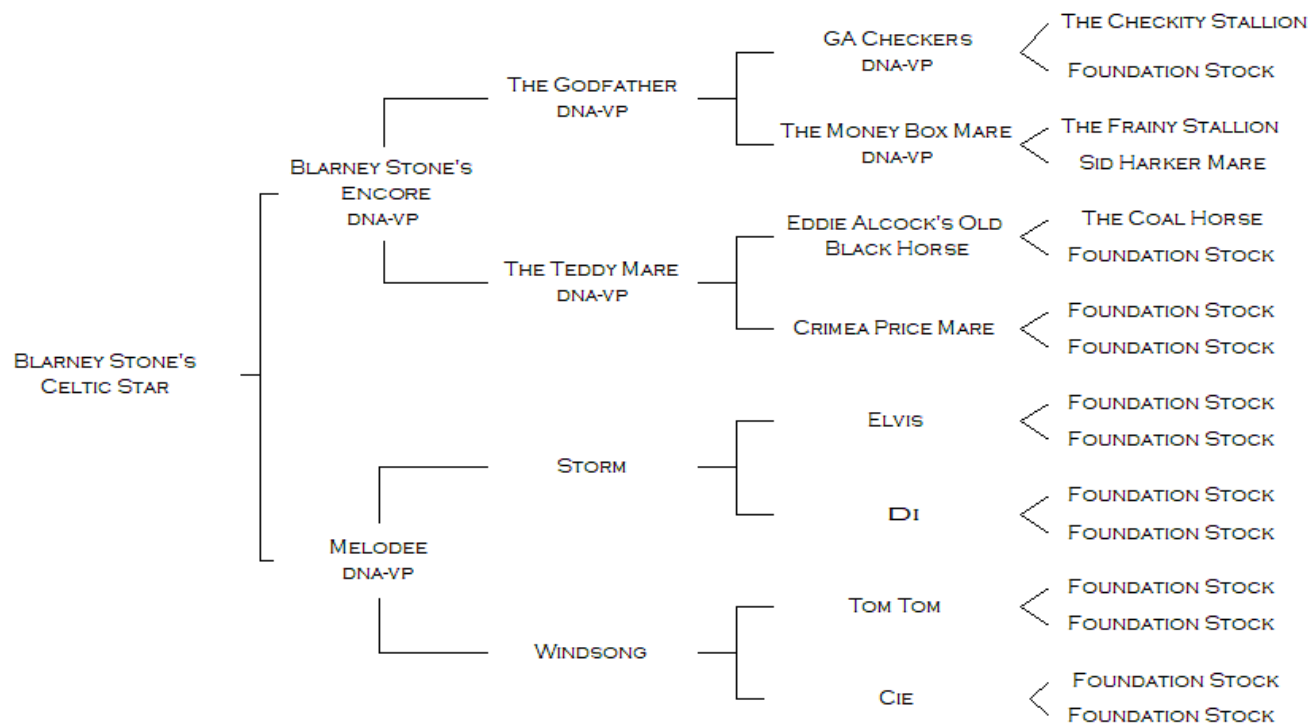 The Checkity Stallion
GA Checkers
DNA-VP
Foundation Stock
The Godfather
DNA-VP
The Frainy Stallion
The Money Box Mare
DNA-VP
Sid Harker Mare
Blarney Stone's
Encore
DNA-VP
The Coal Horse
Eddie Alcock's Old
Black Horse
Foundation Stock
The Teddy Mare
DNA-VP
Foundation Stock
Crimea Price Mare
Foundation Stock
Blarney Stone's
Celtic Star
Foundation Stock
Elvis
Foundation Stock
Storm
Foundation Stock
Di
Foundation Stock
Melodee
DNA-VP
Foundation Stock
Tom Tom
Foundation Stock
Windsong
Foundation Stock
Cie
Foundation Stock